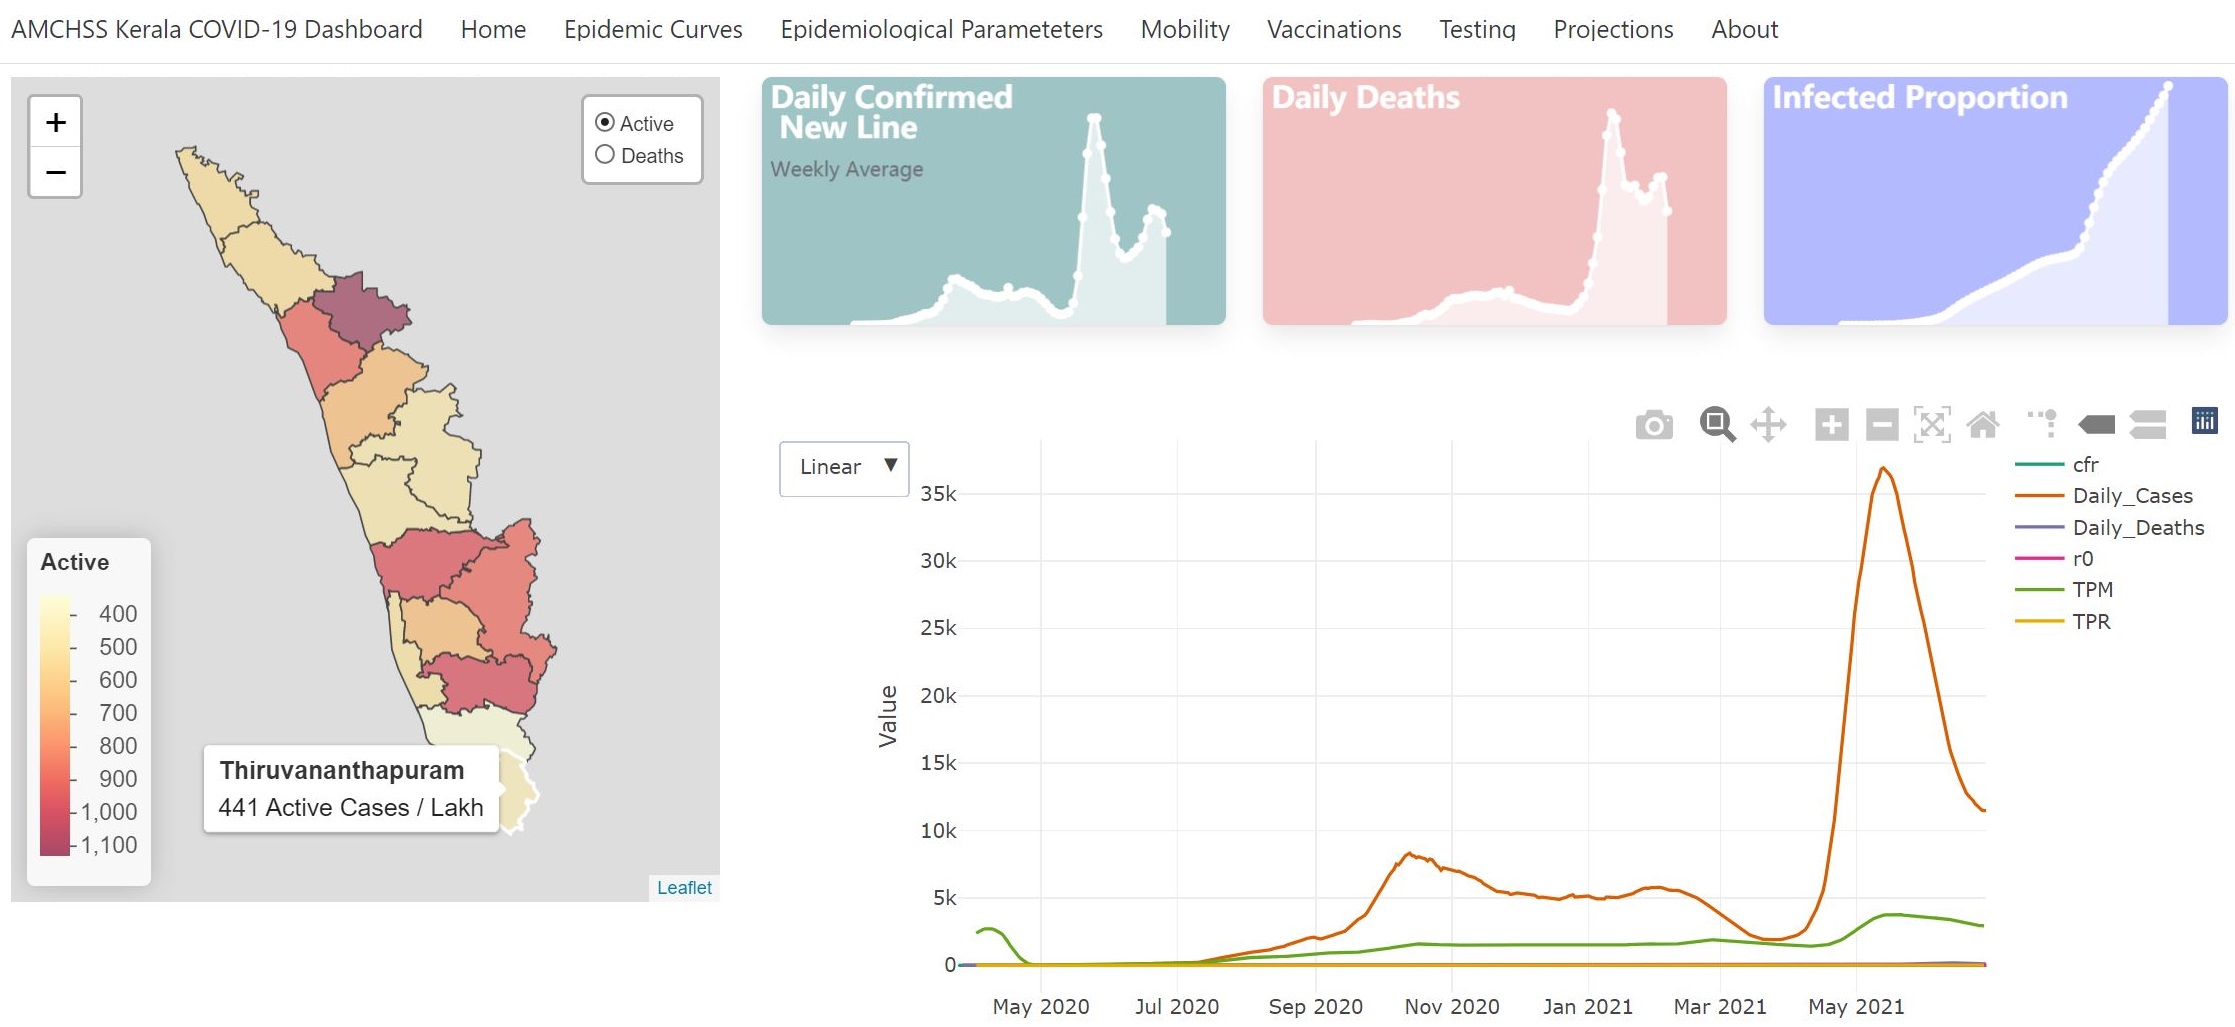 AMCHSS Kerala COVID-19 Dashboard Home Epidemic Curves Epidemiological Parameteters Mobility Vaccinations Testing Projections About
+
−
Active
Deaths
Active
400
500
600
700
800
900
1,000
1,100
Thiruvananthapuram
441 Active Cases / Lakh
Leaflet
Daily Confirmed
New Line
Weekly Average
Daily Deaths
Infected Proportion
Linear ▼
Value
35k
30k
25k
20k
15k
10k
5k
0
May 2020 Jul 2020 Sep 2020 Nov 2020 Jan 2021 Mar 2021 May 2021
cfr
Daily_Cases
Daily_Deaths
r0
TPM
TPR